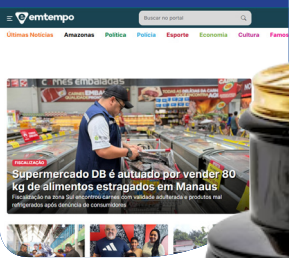 emtempo
Buscar no portal
Últimas Notícias Amazonas Política Polícia Esporte Economia Cultura Famos
CARNES EMBALADAS
FISCALIZAÇÃO
Supermercado DB é autuado por vender 80
kg de alimentos estragados em Manaus
Fiscalização na zona Sul encontrou carnes com validade adulterada e produtos mal
refrigerados após denúncia de consumidores